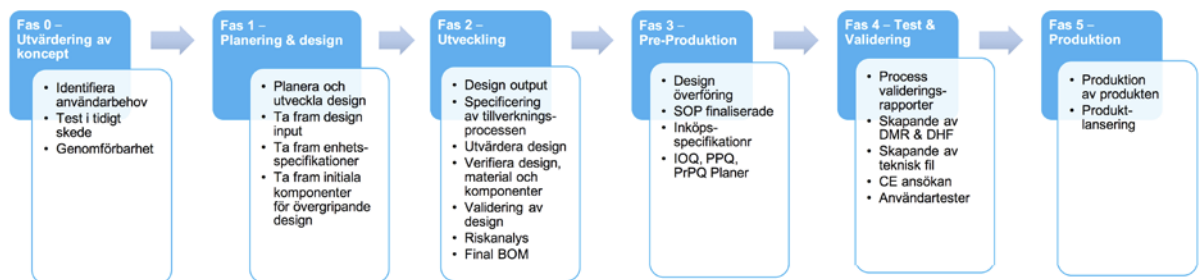 Fas 0 –
Utvärdering av
koncept
• Identifiera
användarbehov
• Test i tidigt
skede
• Genomförbarhet
Fas 1 –
Planering & design
• Planera och
utveckla design
• Ta fram design
input
• Ta fram enhets-
specifikationer
• Ta fram initiala
komponenter
för övergripande
design
Fas 2 –
Utveckling
• Design output
• Specificering
av tillverknings-
processen
• Utvärdera design
• Verifiera design,
material och
komponenter
• Validering av
design
• Riskanalys
• Final BOM
Fas 3 –
Pre-Produktion
• Design
överföring
• SOP finaliserade
• Inköps-
specifikationr
• IOQ, PPQ,
PrPQ Planer
Fas 4 – Test &
Validering
• Process
validerings-
rapporter
• Skapande av
DMR & DHF
• Skapande av
teknisk fil
• CE ansökan
• Användartester
Fas 5 –
Produktion
• Produktion
av produkten
• Produkt-
lansering